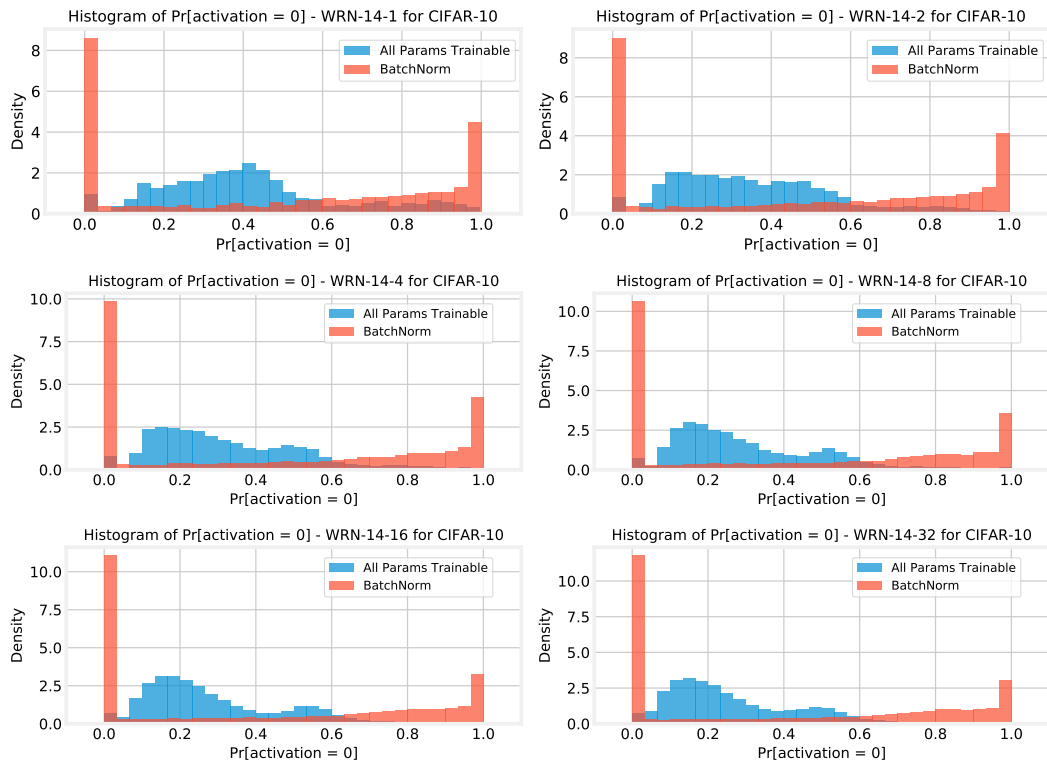 Histogram of Pr[activation = 0] - WRN-14-1 for CIFAR-10
All Params Trainable
BatchNorm
Density
8
6
4
2
0
0.0 0.2 0.4 0.6 0.8 1.0
Pr[activation = 0]
Histogram of Pr[activation = 0] - WRN-14-2 for CIFAR-10
All Params Trainable
BatchNorm
Density
8
6
4
2
0
0.0 0.2 0.4 0.6 0.8 1.0
Pr[activation = 0]
Histogram of Pr[activation = 0] - WRN-14-4 for CIFAR-10
All Params Trainable
BatchNorm
Density
10.0
7.5
5.0
2.5
0.0
0.0 0.2 0.4 0.6 0.8 1.0
Pr[activation = 0]
Histogram of Pr[activation = 0] - WRN-14-8 for CIFAR-10
All Params Trainable
BatchNorm
Density
10.0
7.5
5.0
2.5
0.0
0.0 0.2 0.4 0.6 0.8 1.0
Pr[activation = 0]
Histogram of Pr[activation = 0] - WRN-14-16 for CIFAR-10
All Params Trainable
BatchNorm
Density
10.0
7.5
5.0
2.5
0.0
0.0 0.2 0.4 0.6 0.8 1.0
Pr[activation = 0]
Histogram of Pr[activation = 0] - WRN-14-32 for CIFAR-10
All Params Trainable
BatchNorm
Density
10.0
7.5
5.0
2.5
0.0
0.0 0.2 0.4 0.6 0.8 1.0
Pr[activation = 0]